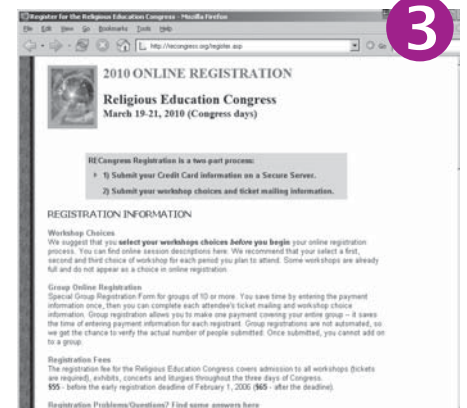 Register for the Religious Education Congress - Mozilla Firefox
3
File Edit View Go Bookmarks Tools Help
http://recongress.org/register.asp
2010 ONLINE REGISTRATION
Religious Education Congress
March 19-21, 2010 (Congress days)
RECongress Registration is a two-part process:
1) Submit your Credit Card information on a Secure Server.
2) Submit your workshop choices and ticket mailing information.
REGISTRATION INFORMATION
Workshop Choices
We suggest that you select your workshops choices before you begin your online registration
process. You can find online session descriptions here. We recommend that your select a first,
second and third choice of workshop for each period you plan to attend. Some workshops are already
full and do not appear as a choice in online registration.
Group Online Registration
Special Group Registration Form for groups of 10 or more. You save time by entering the payment
information once, then you can complete each attendee's ticket mailing and workshop choice
information. Group registration allows you to make one payment covering your entire group – it saves
the time of entering payment information for each registrant. Group registrations are not automated, so
we get the chance to verify the actual number of people submitted. Once submitted, you cannot add on
to a group.
Registration Fees
The registration fee for the Religious Education Congress covers admission to all workshops (tickets
are required), exhibits, concerts and liturgies throughout the three days of Congress.
$55 - before the early registration deadline of February 1, 2006 ($65 - after the deadline).
Registration Problems/Questions? Find some answers here